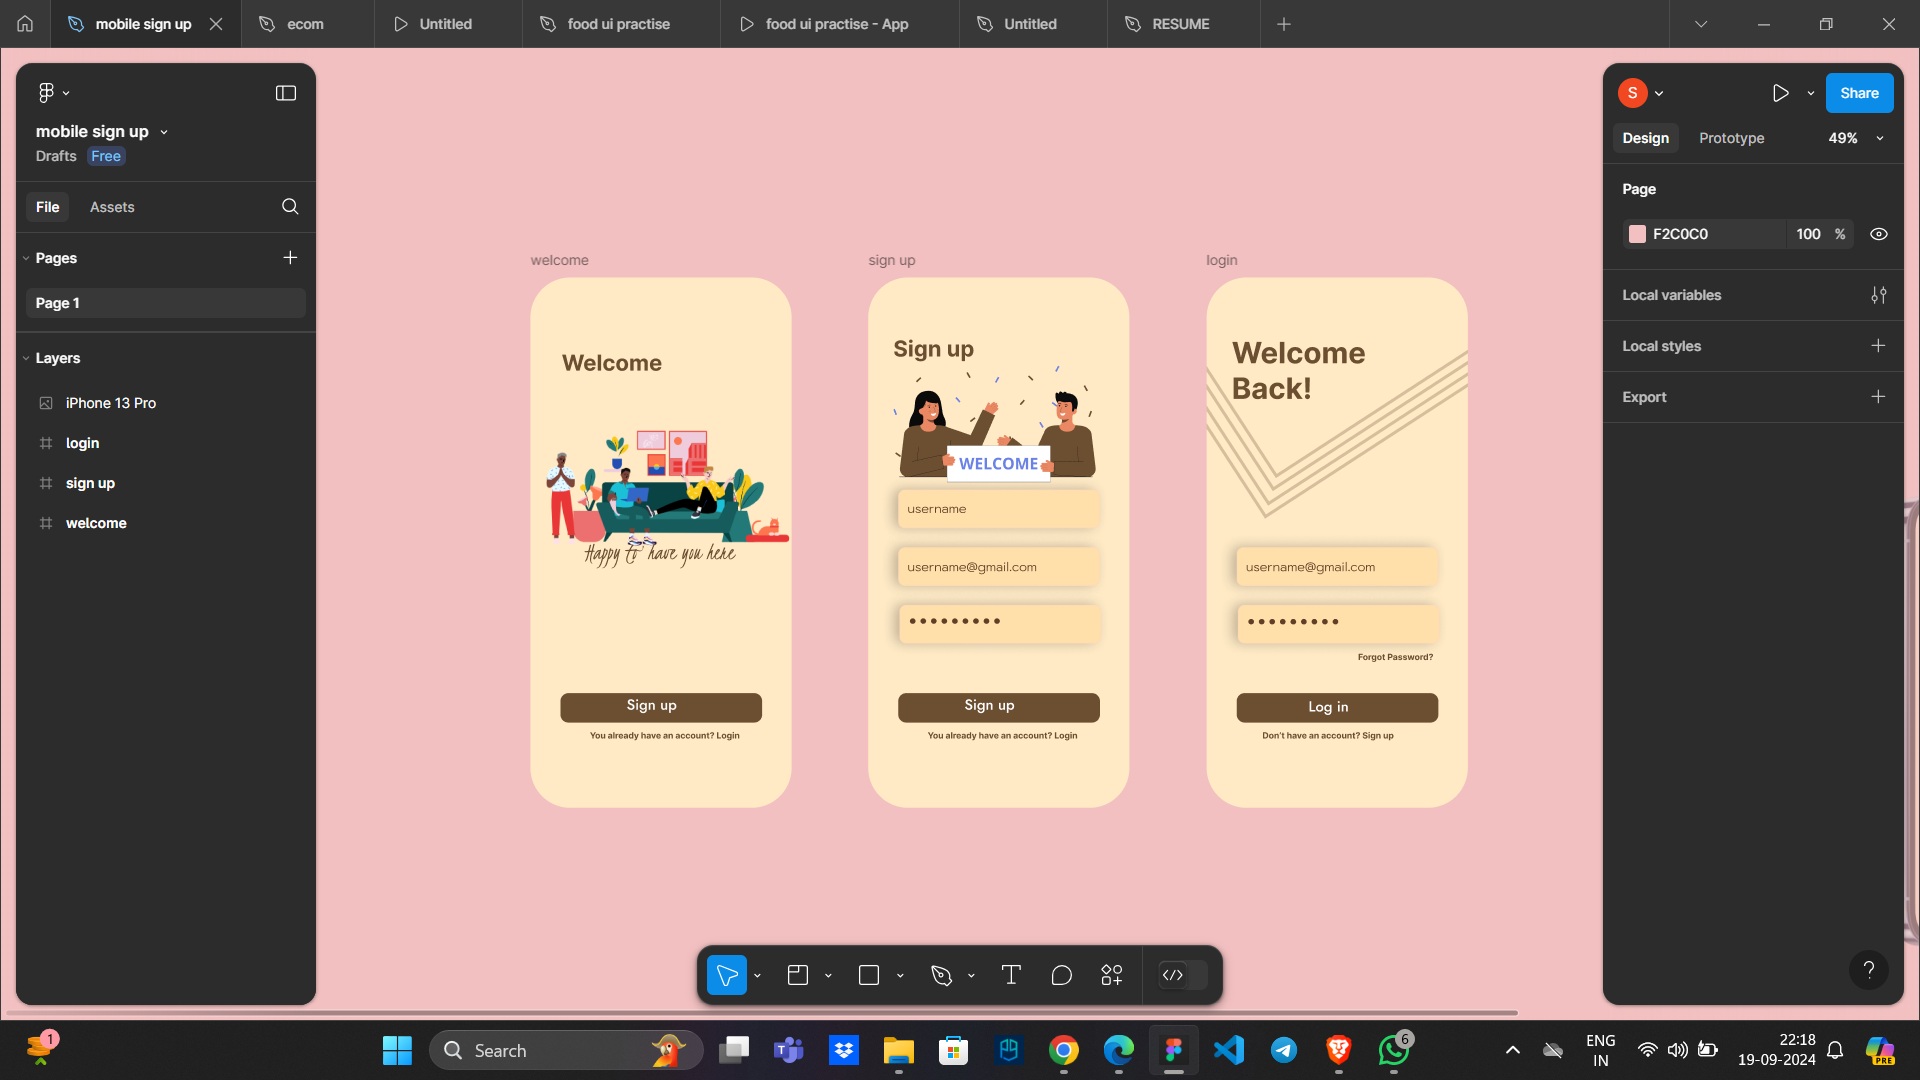 mobile sign up
ecom
Untitled
food ui practise
food ui practise - App
Untitled
RESUME
mobile sign up
Drafts Free
File Assets
Pages
Page 1
Layers
iPhone 13 Pro
login
sign up
welcome
welcome
Welcome
Happy to have you here
Sign up
You already have an account? Login
sign up
Sign up
WELCOME
username
username@gmail.com
Sign up
You already have an account? Login
login
Welcome
Back!
username@gmail.com
Forgot Password?
Log in
Don't have an account? Sign up
S
Share
Design Prototype 49%
Page
F2C0C0 100 %
Local variables
Local styles
Export
?
1
Search
6
ENG
IN
22:18
19-09-2024
PRE